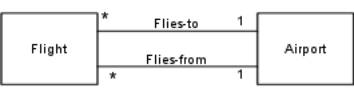 * Flies-to 1
Flight Airport
Flies-from
* 1